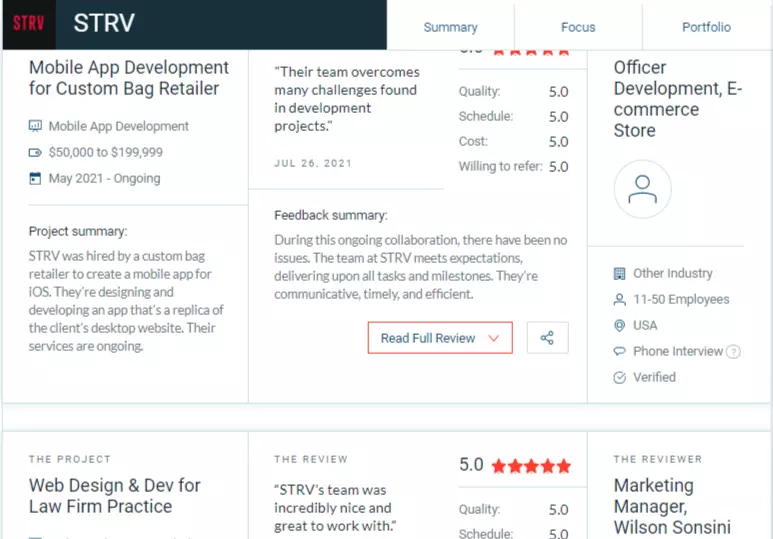 STRV
STRV
Summary
Focus
Portfolio
Mobile App Development
for Custom Bag Retailer
Mobile App Development
$50,000 to $199,999
May 2021 - Ongoing
Project summary:
STRV was hired by a custom bag
retailer to create a mobile app for
iOS. They're designing and
developing an app that's a replica of
the client's desktop website. Their
services are ongoing.
"Their team overcomes
many challenges found
in development
projects."
JUL 26, 2021
Quality: 5.0
Schedule: 5.0
Cost: 5.0
Willing to refer: 5.0
Feedback summary:
During this ongoing collaboration, there have been no
issues. The team at STRV meets expectations,
delivering upon all tasks and milestones. They're
communicative, timely, and efficient.
Read Full Review
Officer
Development, E-
commerce
Store
Other Industry
11-50 Employees
USA
Phone Interview ?
Verified
THE PROJECT
Web Design & Dev for
Law Firm Practice
THE REVIEW
"STRV's team was
incredibly nice and
great to work with."
5.0
Quality: 5.0
Schedule: 5.0
THE REVIEWER
Marketing
Manager,
Wilson Sonsini